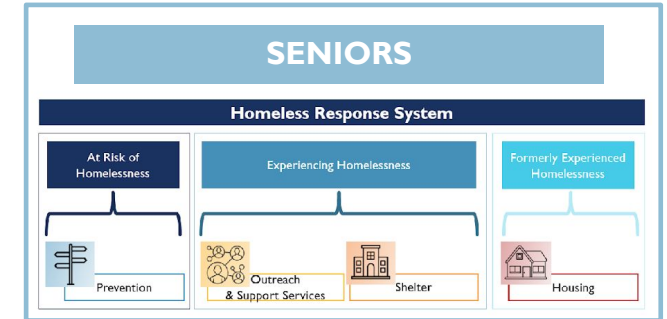 SENIORS
Homeless Response System
At Risk of
Homelessness
Experiencing Homelessness
Formerly Experienced
Homelessness
Prevention
Outreach
& Support Services
Shelter
Housing